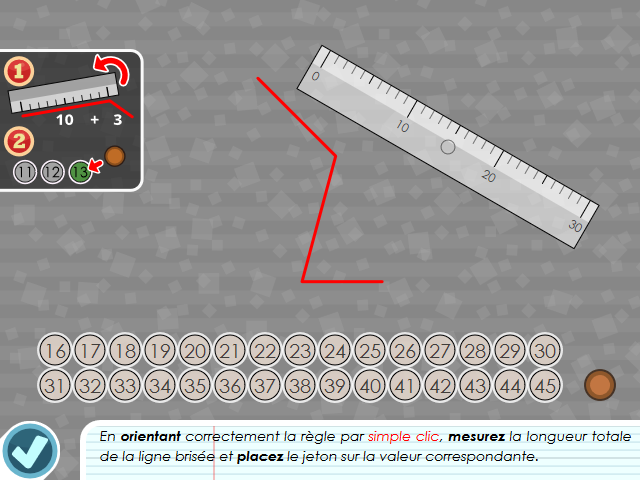 1
10 + 3
2
11 12 13
0
10
20
30
16 17 18 19 20 21 22 23 24 25 26 27 28 29 30
31 32 33 34 35 36 37 38 39 40 41 42 43 44 45
En orientant correctement la règle par simple clic, mesurez la longueur totale
de la ligne brisée et placez le jeton sur la valeur correspondante.